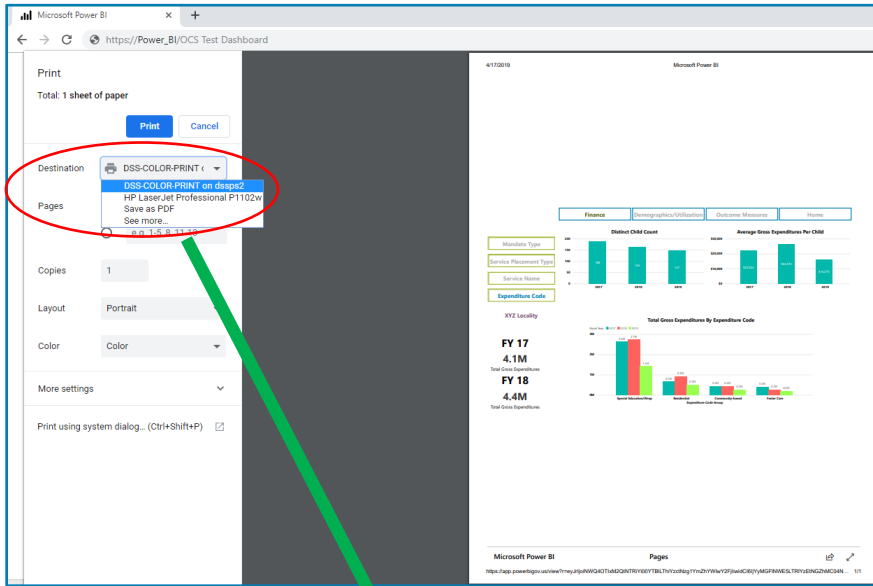 Microsoft Power BI × +
https://Power_BI/OCS Test Dashboard
Print
Total: 1 sheet of paper
Print Cancel
Destination DSS-COLOR-PRINT (
DSS-COLOR-PRINT on dssps2
HP LaserJet Professional P1102w
Save as PDF
See more...
Pages
e.g. 1-5, 8, 11-13
Copies 1
Layout Portrait
Color Color
More settings
Print using system dialog... (Ctrl+Shift+P)
4/17/2019 Microsoft Power BI
Finance Demographics/Utilization Outcome Measures Home
Mandate Type
Service Placement Type
Service Name
Expenditure Code
XYZ Locality
FY 17
4.1M
Total Gross Expenditures
FY 18
4.4M
Total Gross Expenditures
Distinct Child Count
2017 2018 2019
Average Gross Expenditures Per Child
2017 2018 2019
Total Gross Expenditures By Expenditure Code
Special Education/Wrap Residential Community-based Foster Care
Expenditure Code Group
Microsoft Power BI Pages
1/1